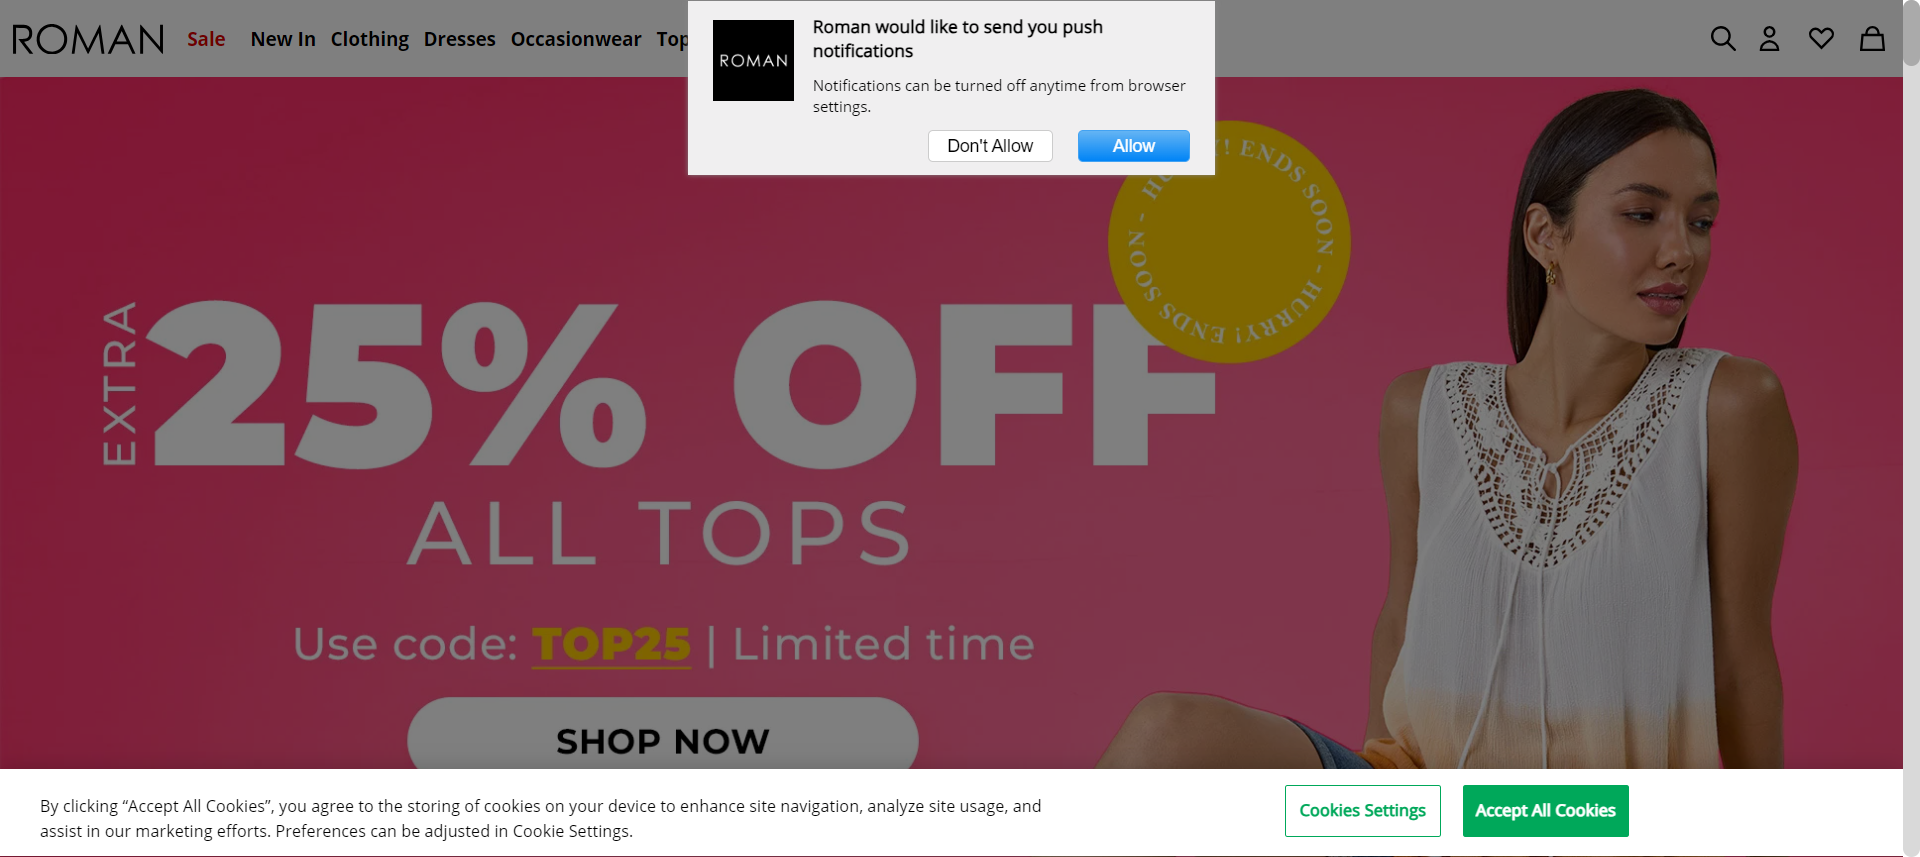 ROMAN
Sale New In Clothing Dresses Occasionwear Top
Roman would like to send you push
notifications
ROMAN
Notifications can be turned off anytime from browser
settings.
Don't Allow Allow
! ENDS SOON - HURRY! ENDS SOON - HU
EXTRA
25% OFF
ALL TOPS
Use code: TOP25 | Limited time
SHOP NOW
By clicking “Accept All Cookies”, you agree to the storing of cookies on your device to enhance site navigation, analyze site usage, and
assist in our marketing efforts. Preferences can be adjusted in Cookie Settings.
Cookies Settings
Accept All Cookies